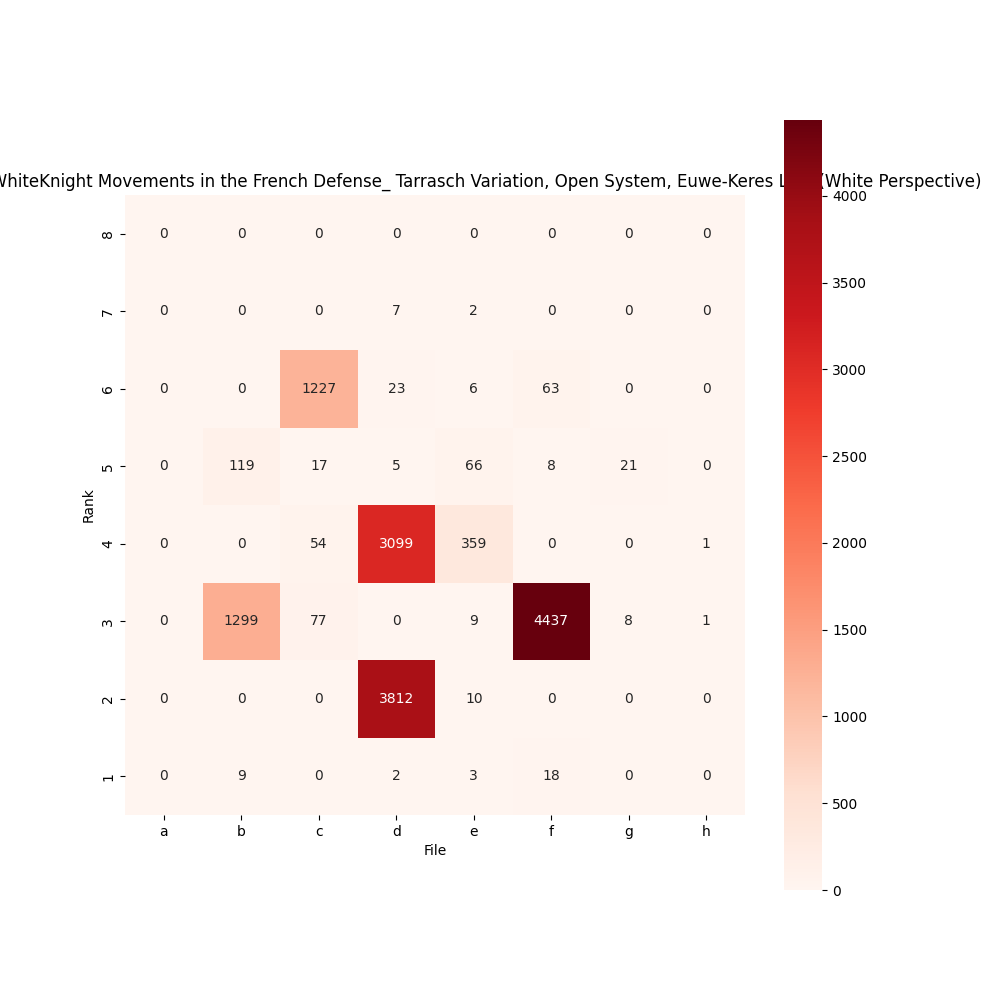 WhiteKnight Movements in the French Defense_ Tarrasch Variation, Open System, Euwe-Keres L (White Perspective)
8 0 0 0 0 0 0 0 0
7 0 0 0 7 2 0 0 0
6 0 0 1227 23 6 63 0 0
5 0 119 17 5 66 8 21 0
4 0 0 54 3099 359 0 0 1
3 0 1299 77 0 9 4437 8 1
2 0 0 0 3812 10 0 0 0
1 0 9 0 2 3 18 0 0
a b c d e f g h
File
Rank
4000
3500
3000
2500
2000
1500
1000
500
0